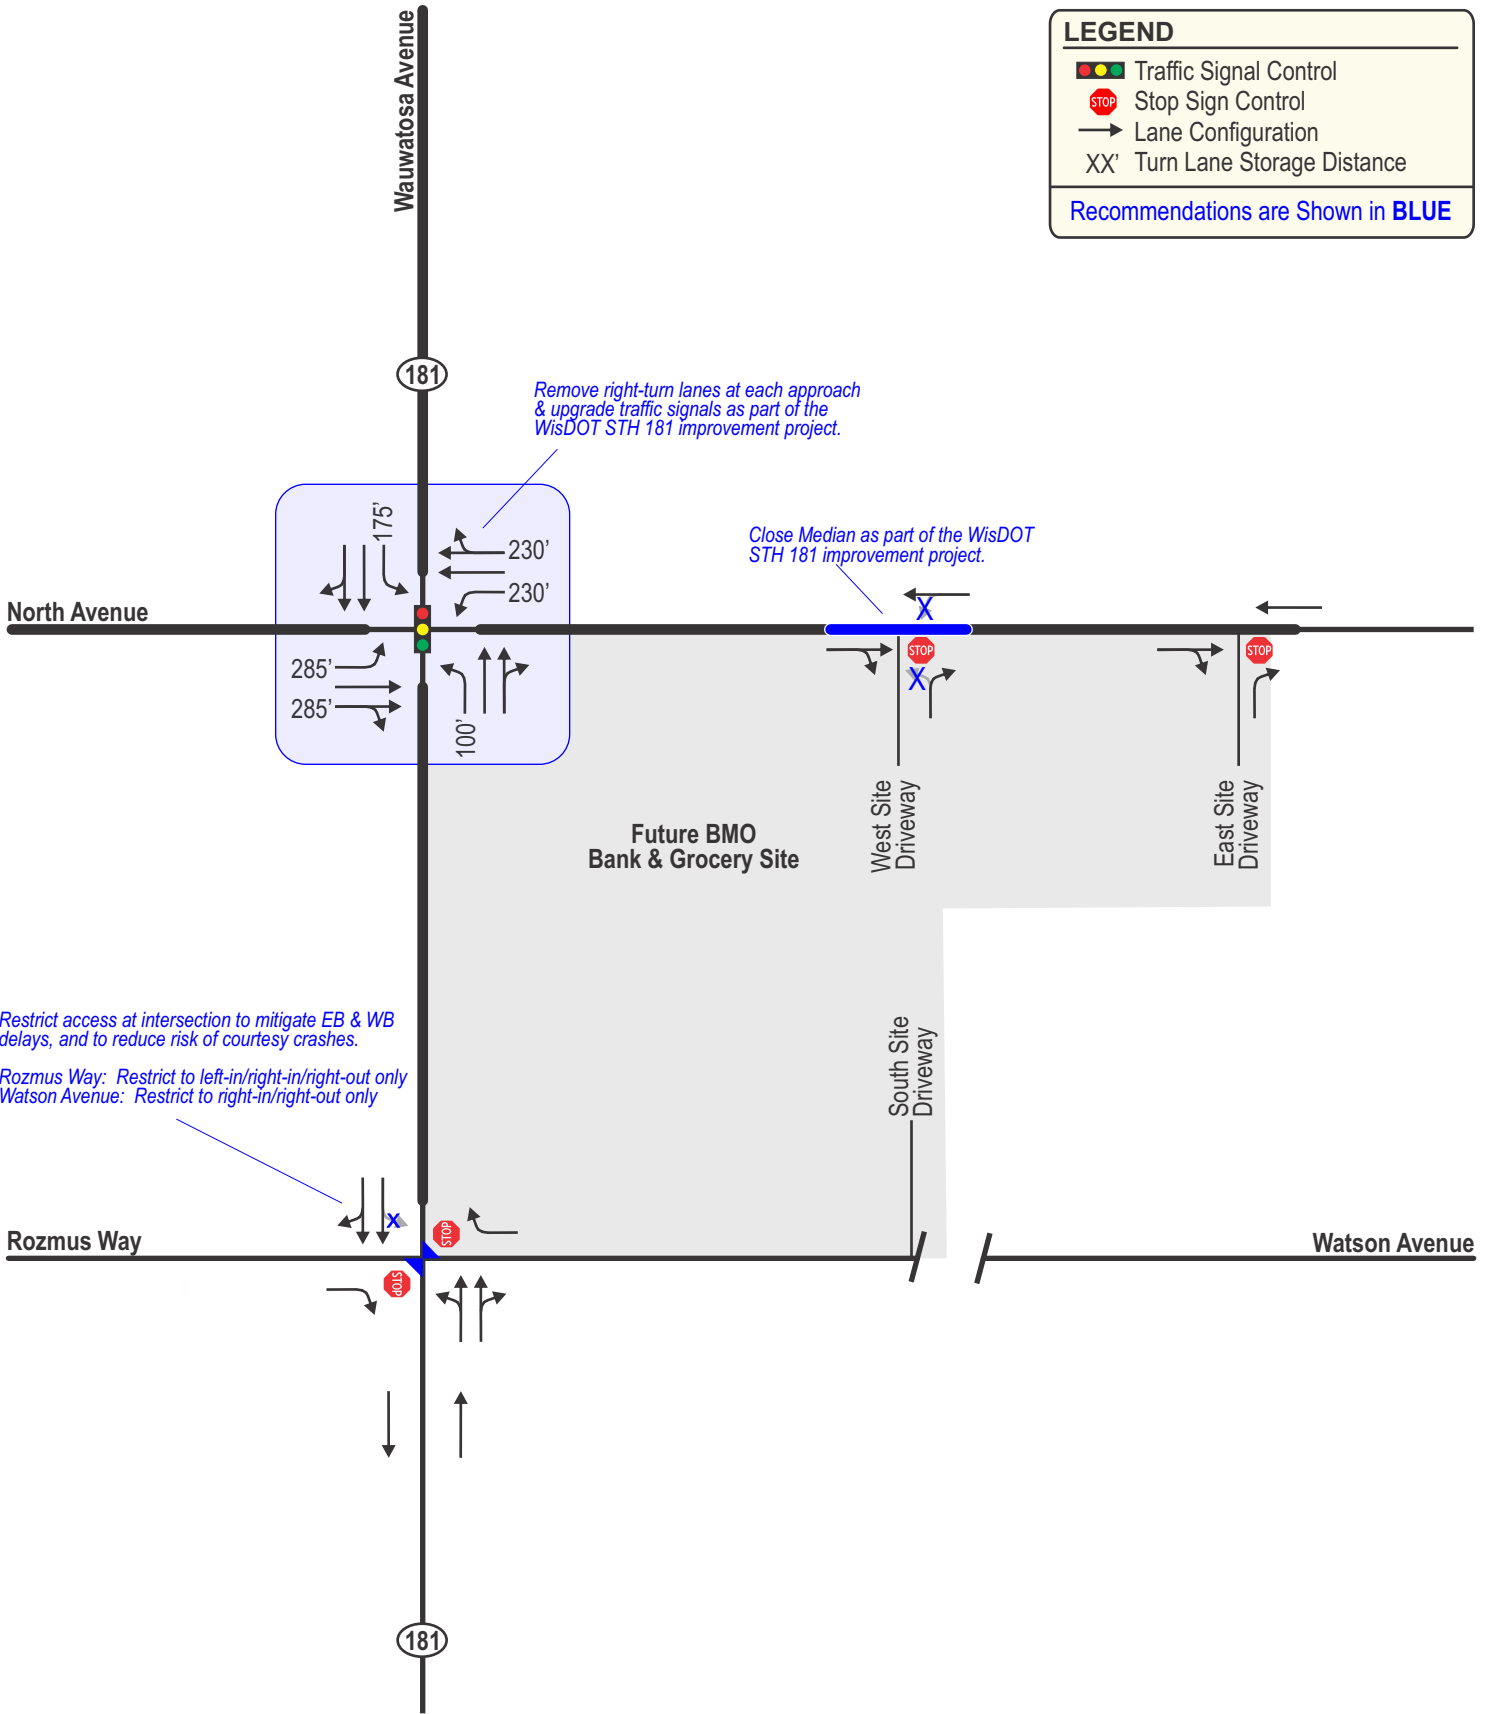 Wauwatosa Avenue
LEGEND
Traffic Signal Control
STOP
Stop Sign Control
Lane Configuration
XX' Turn Lane Storage Distance
Recommendations are Shown in BLUE
181
Remove right-turn lanes at each approach
& upgrade traffic signals as part of the
WisDOT STH 181 improvement project.
175'
230'
230'
Close Median as part of the WisDOT
STH 181 improvement project.
North Avenue
X
STOP
STOP
285'
285'
100'
X
West Site
Driveway
East Site
Driveway
Future BMO
Bank & Grocery Site
Restrict access at intersection to mitigate EB & WB
delays, and to reduce risk of courtesy crashes.
Rozmus Way: Restrict to left-in/right-in/right-out only
Watson Avenue: Restrict to right-in/right-out only
South Site
Driveway
X
STOP
Rozmus Way
Watson Avenue
STOP
181